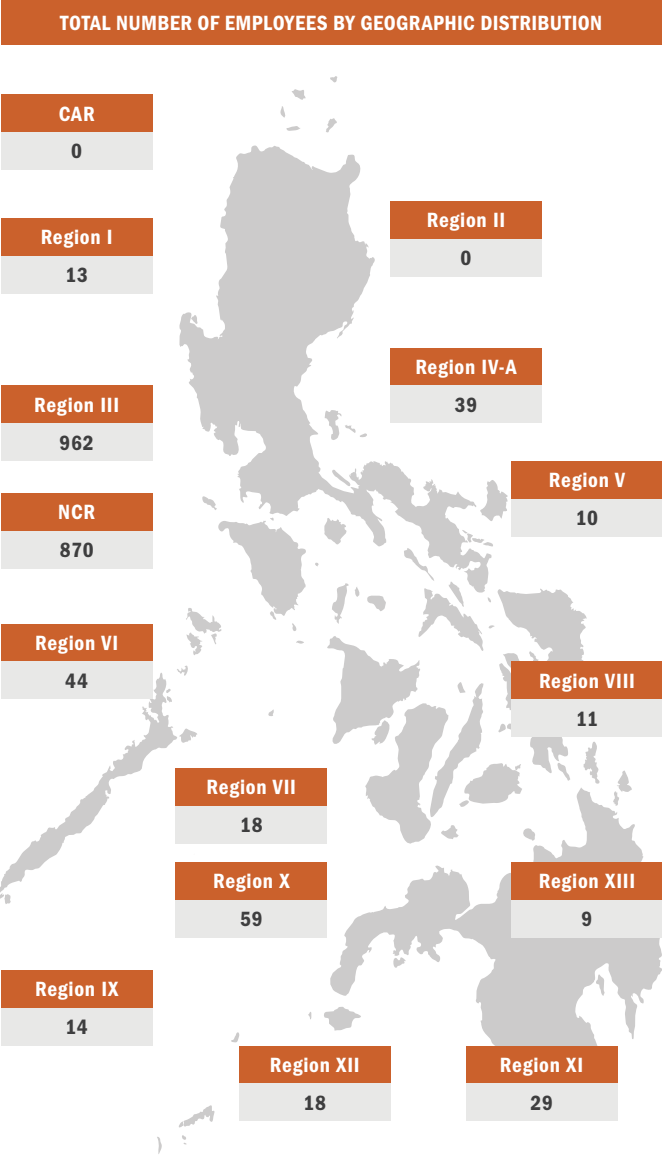 TOTAL NUMBER OF EMPLOYEES BY GEOGRAPHIC DISTRIBUTION
CAR
0
Region I
13
Region II
0
Region IV-A
39
Region III
962
Region V
10
NCR
870
Region VI
44
Region VIII
11
Region VII
18
Region X
59
Region XIII
9
Region IX
14
Region XII
18
Region XI
29